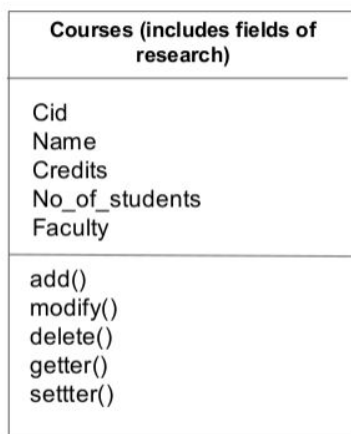 Courses (includes fields of
research)
Cid
Name
Credits
No_of_students
Faculty
add()
modify()
delete()
getter()
settter()